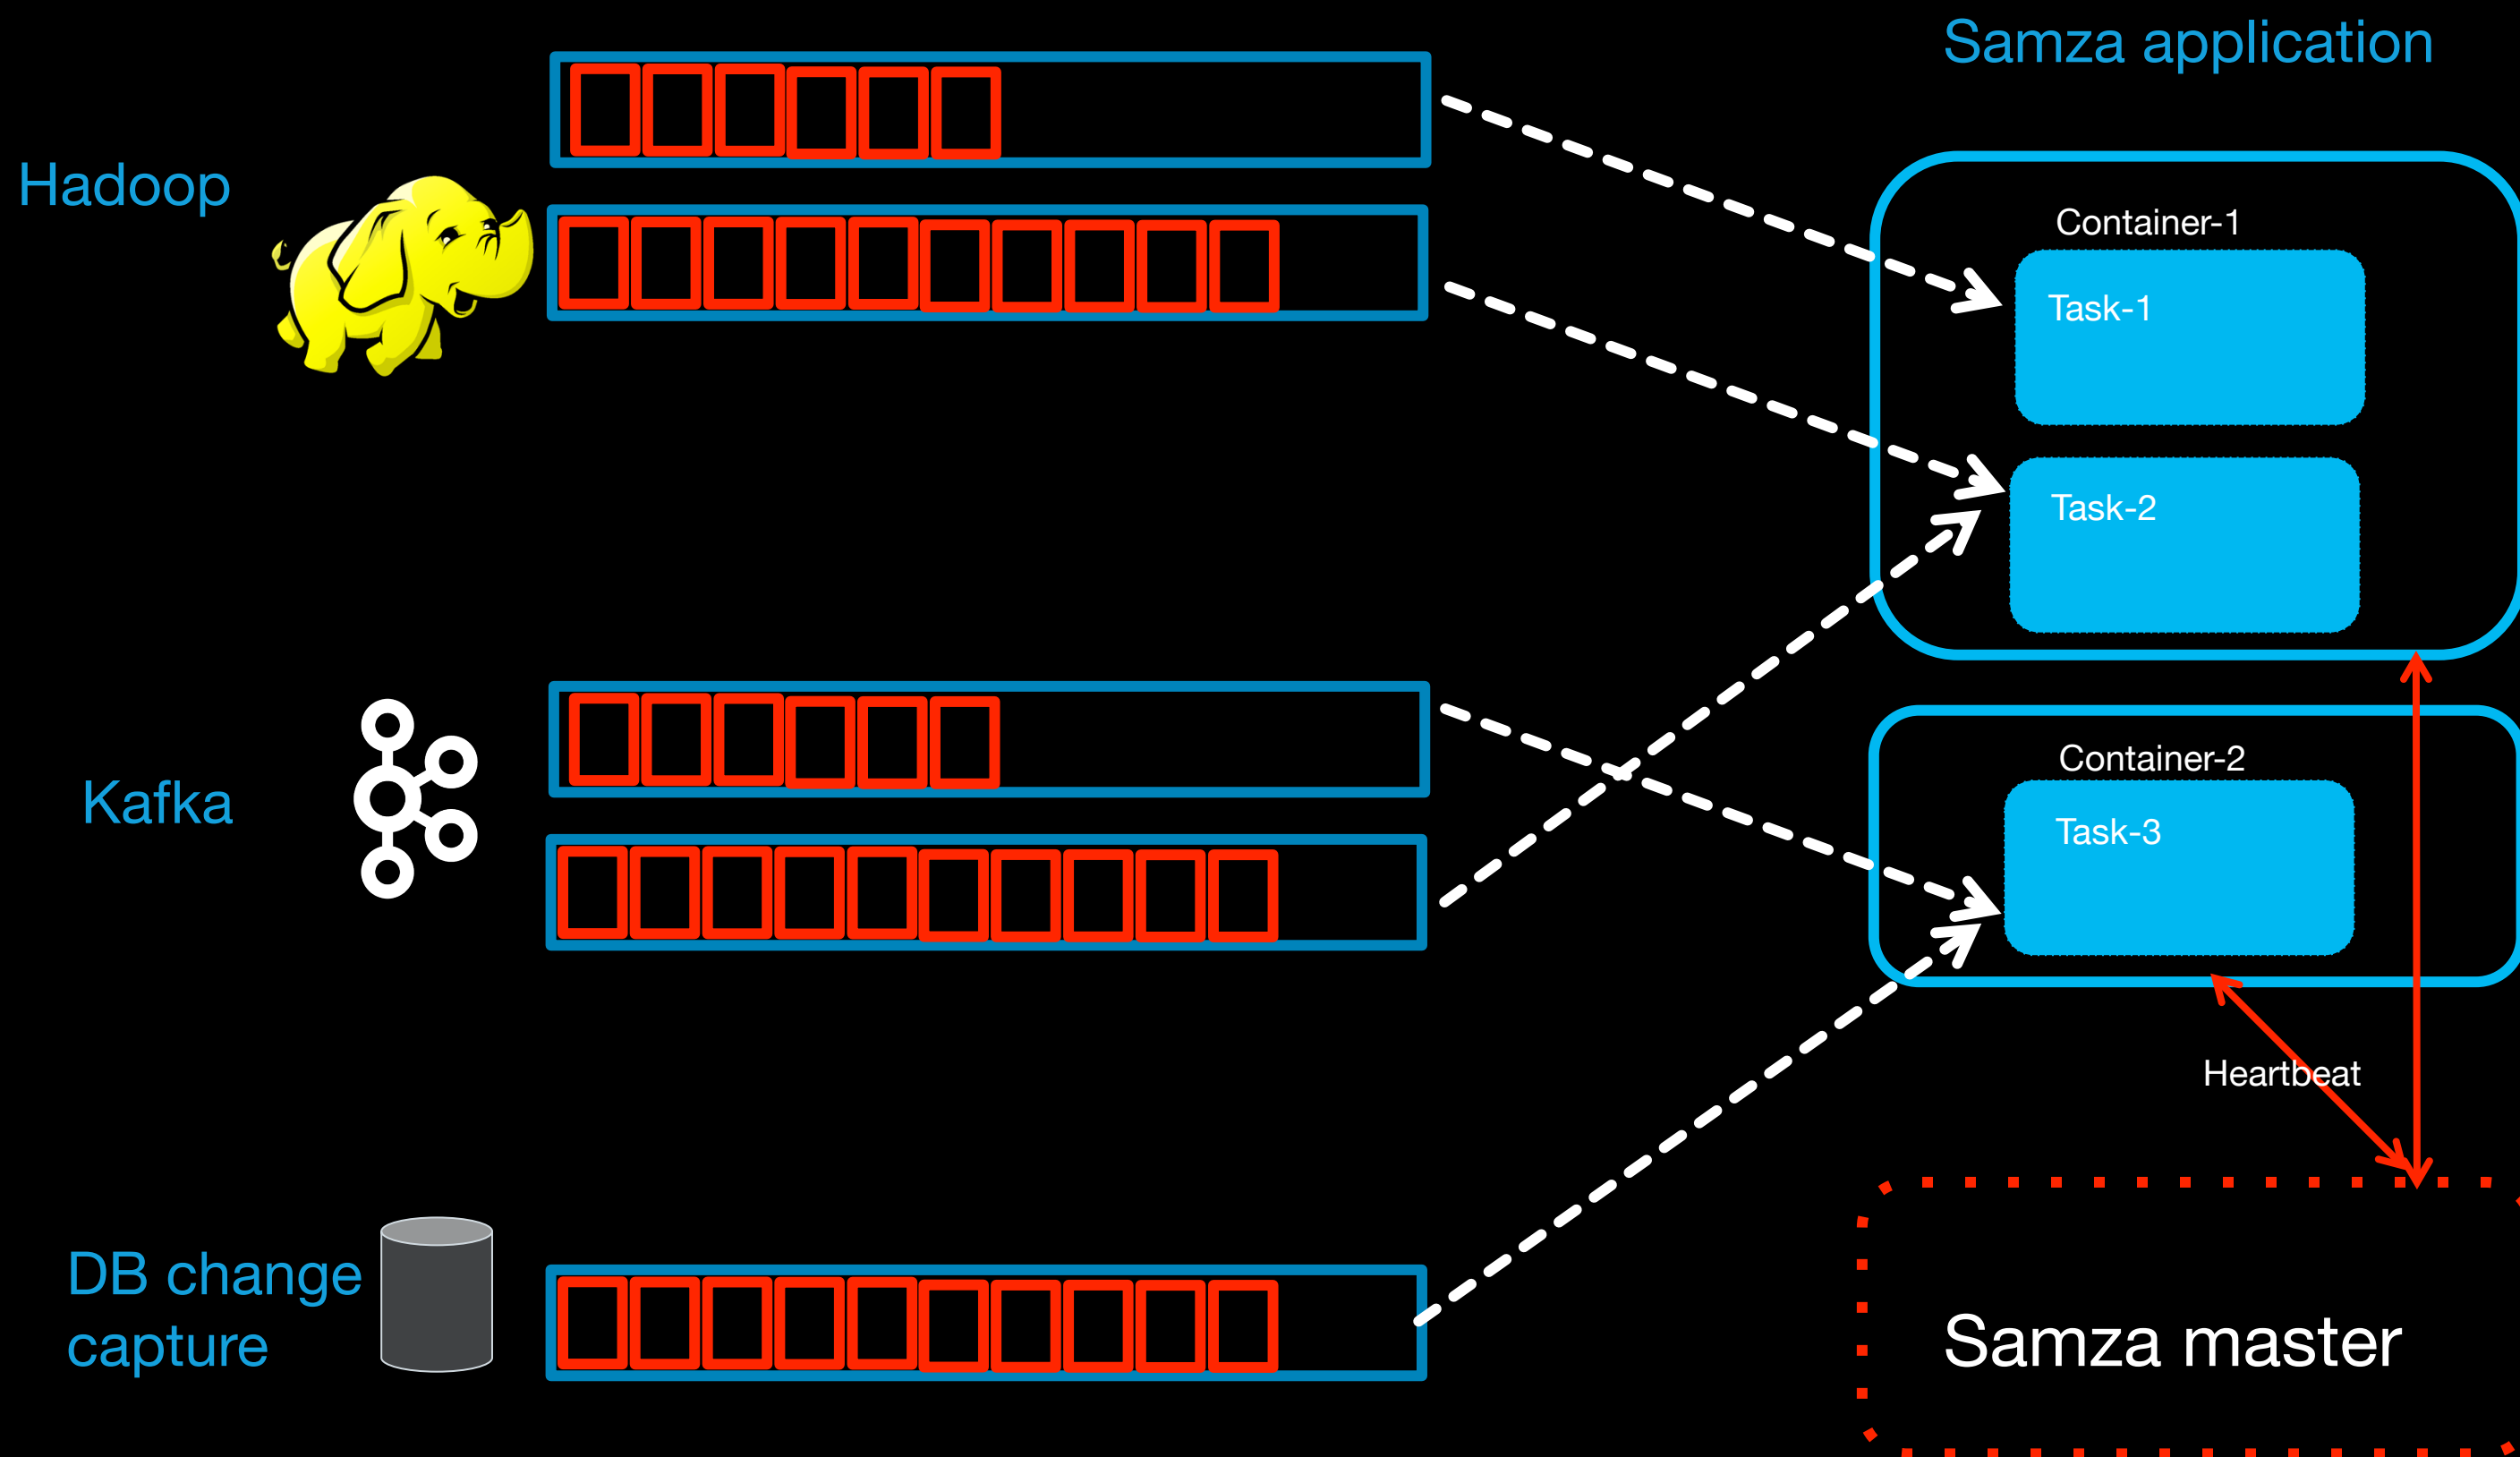 Samza application
Hadoop
Container-1
Task-1
Task-2
Kafka
Container-2
Task-3
Heartbeat
DB change
capture
Samza master